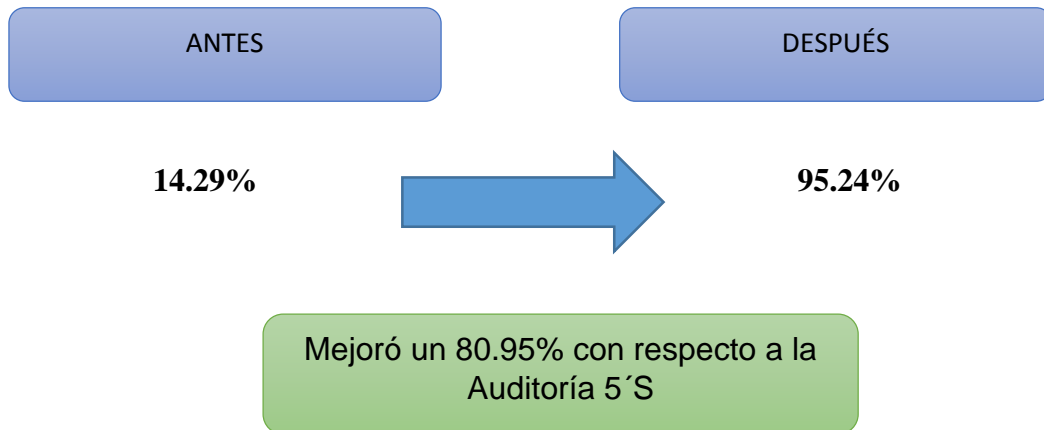 ANTES
DESPUÉS
14.29%
95.24%
Mejoró un 80.95% con respecto a la
Auditoría 5´S